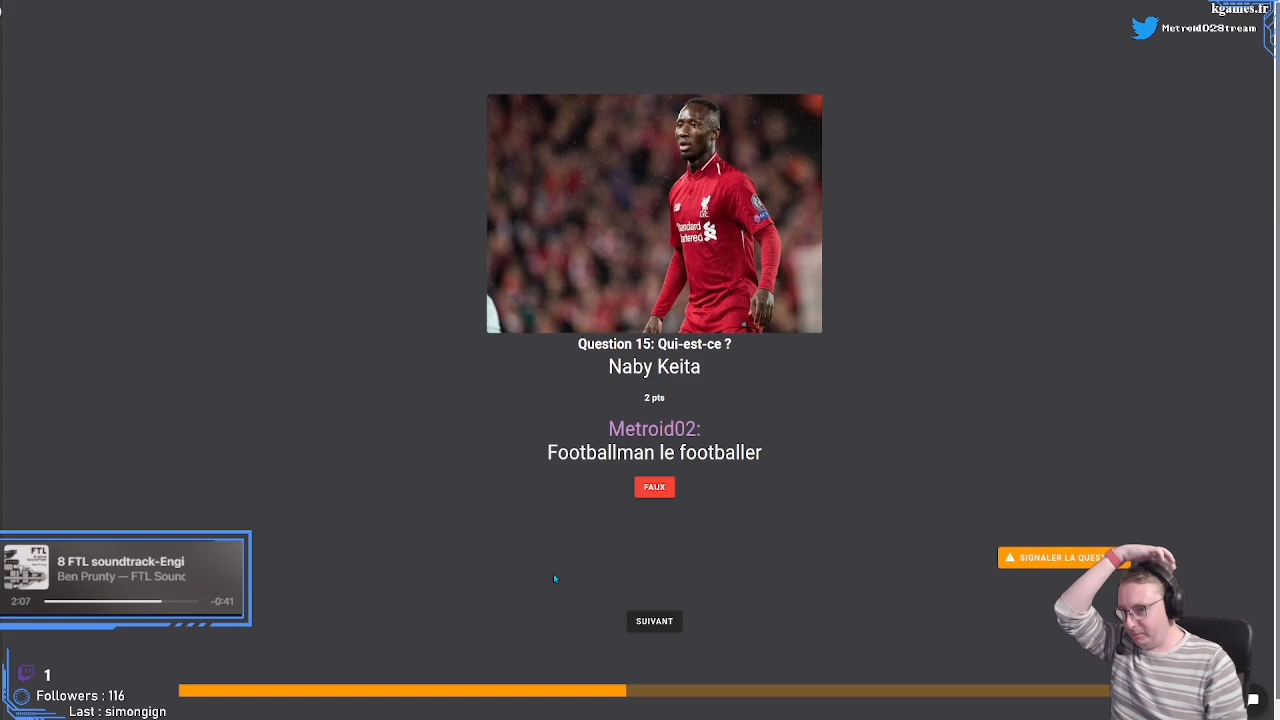 kgames.fr
Metroid02Stream
Standard
Chartered
Question 15: Qui-est-ce ?
Naby Keita
2 pts
Metroid02:
Footballman le footballer
FAUX
FTL
8 FTL soundtrack-Engi
Ben Prunty — FTL Sound
2:07
-0:41
SIGNALER LA QUEST
SUIVANT
1
Followers : 116
Last : simongign